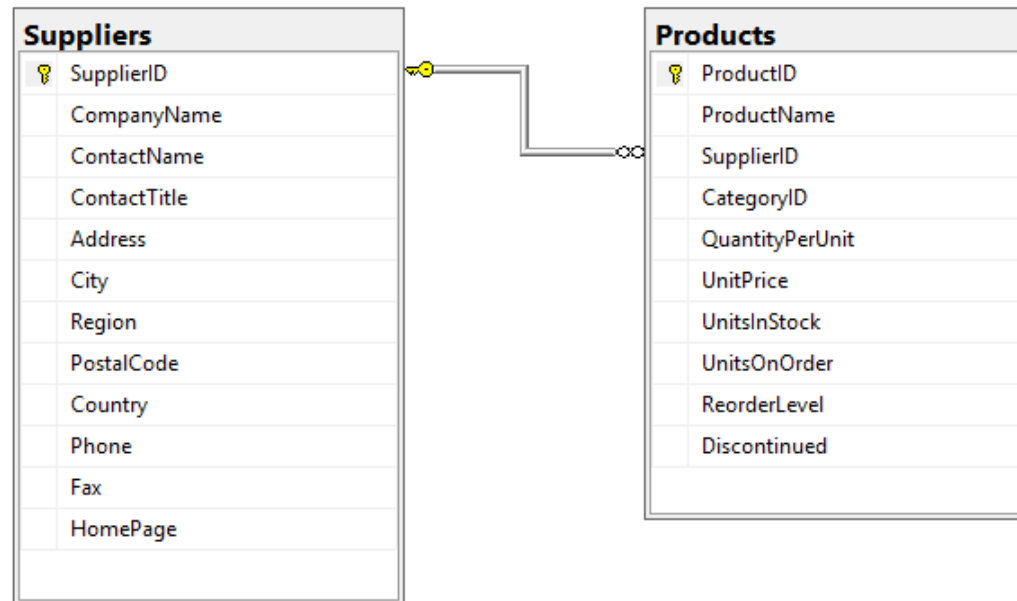 Suppliers
SupplierID
CompanyName
ContactName
ContactTitle
Address
City
Region
PostalCode
Country
Phone
Fax
HomePage
Products
ProductID
ProductName
SupplierID
CategoryID
QuantityPerUnit
UnitPrice
UnitsInStock
UnitsOnOrder
ReorderLevel
Discontinued